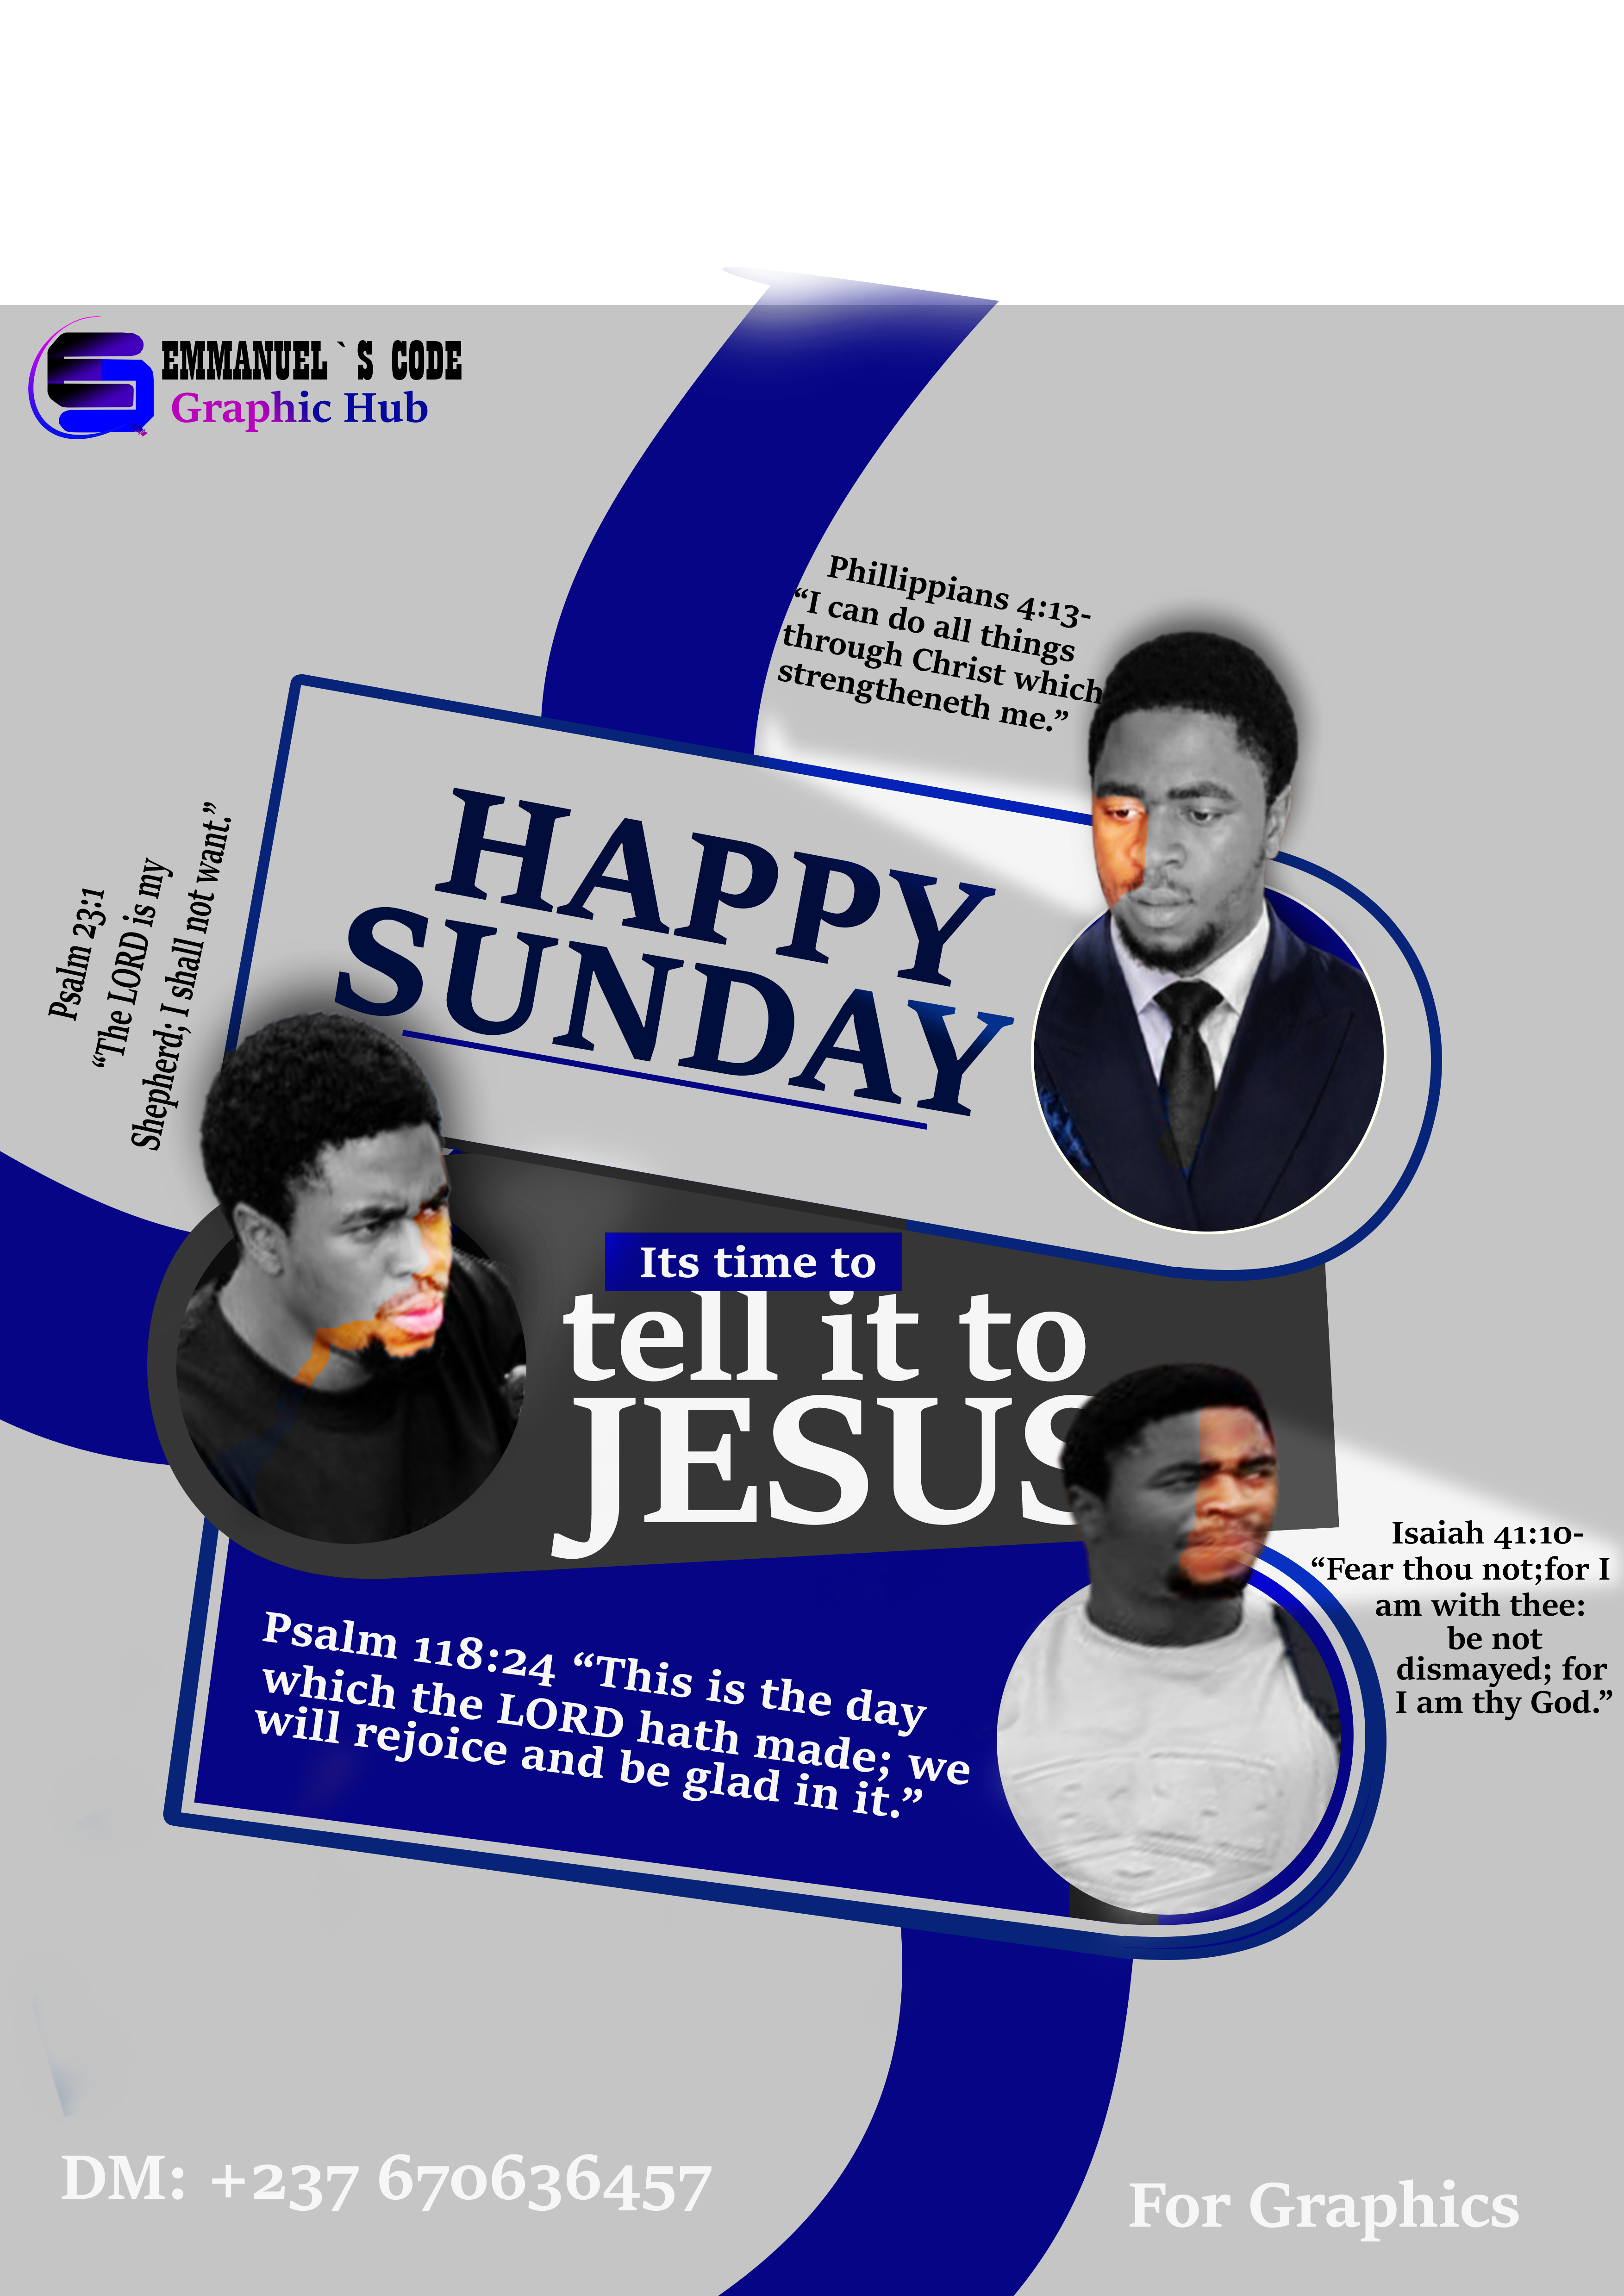 EMMANUEL`S CODE
Graphic Hub
Phillippians 4:13-
“I can do all things
through Christ which
strengtheneth me.”
HAPPY
SUNDAY
Psalm 23:1
“The LORD is my
Shepherd; I shall not want.”
Its time to
tell it to
JESUS
Isaiah 41:10-
“Fear thou not;for I
am with thee:
be not
dismayed; for
I am thy God.”
Psalm 118:24 “This is the day
which the LORD hath made; we
will rejoice and be glad in it.”
DM: +237 670636457
For Graphics